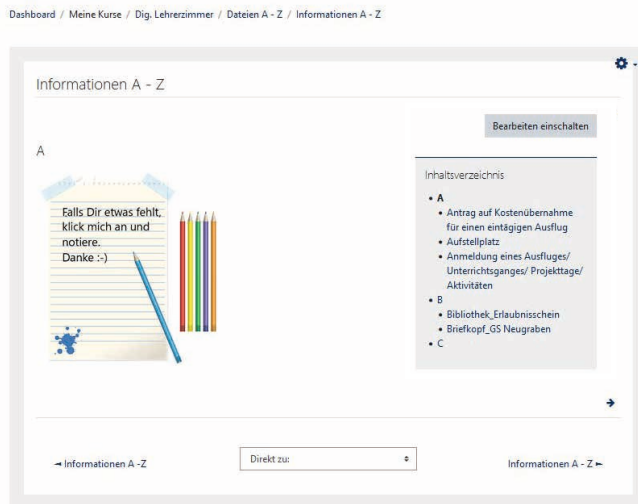 Dashboard / Meine Kurse / Dig. Lehrerzimmer / Dateien A - Z / Informationen A - Z
Informationen A - Z
Bearbeiten einschalten
A
Falls Dir etwas fehlt,
klick mich an und
notiere.
Danke :-)
Inhaltsverzeichnis
• A
• Antrag auf Kostenübernahme
für einen eintägigen Ausflug
• Aufstellplatz
• Anmeldung eines Ausfluges/
Unterrichtsganges/ Projekttage/
Aktivitäten
• B
• Bibliothek_Erlaubnisschein
• Briefkopf_GS Neugraben
• C
◄ Informationen A -Z
Direkt zu:
Informationen A - Z ►